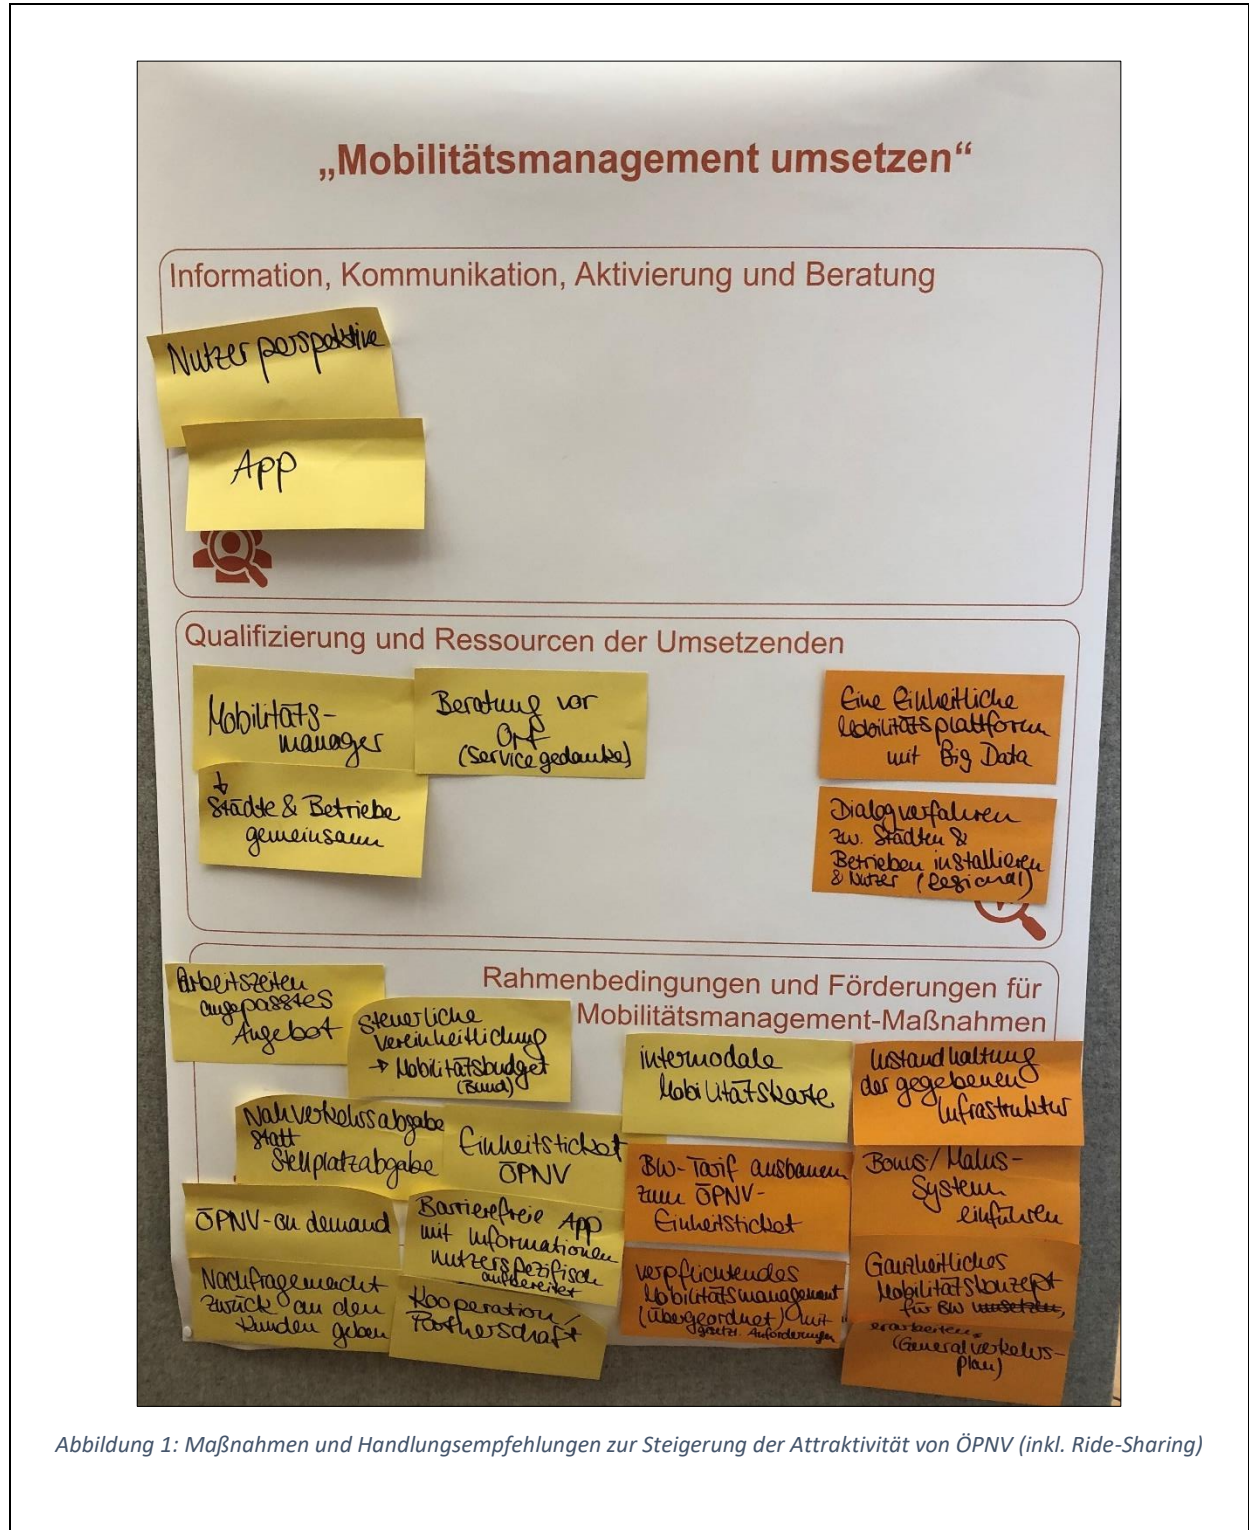 „Mobilitätsmanagement umsetzen“
Information, Kommunikation, Aktivierung und Beratung
Nutzerperspektive
App
Qualifizierung und Ressourcen der Umsetzenden
Mobilitäts-
manager
↓
Städte & Betriebe
gemeinsam
Beratung vor
Ort
(Servicegedanke)
Eine Einheitliche
Mobilitätsplattform
mit Big Data
Dialogverfahren
zw. Städten &
Betrieben installieren
& Nutzer (Regional)
Rahmenbedingungen und Förderungen für
Mobilitätsmanagement-Maßnahmen
Arbeitszeiten
angepasstes
Angebot
Steuerliche
Vereinheitlichung
→ Mobilitätsbudget
(Bund)
Nahverkehrsabgabe
statt
Stellplatzabgabe
Einheitsticket
ÖPNV
ÖPNV-on demand
Barrierefreie App
mit Informationen
nutzerspezifisch
aufbereitet
Nachfragemacht
zurück an den
Kunden geben
Kooperation/
Partnerschaft
intermodale
Mobilitätskarte
BW-Tarif ausbauen
zum ÖPNV-
Einheitsticket
verpflichtendes
Mobilitätsmanagement
(übergeordnet) mit
gesetzl. Anforderungen
Instandhaltung
der gegebenen
Infrastruktur
Bonus/Malus-
System
einführen
Ganzheitliches
Mobilitätskonzept
für BW umsetzen,
erarbeiten.
(Generalverkehrs-
plan)
Abbildung 1: Maßnahmen und Handlungsempfehlungen zur Steigerung der Attraktivität von ÖPNV (inkl. Ride-Sharing)